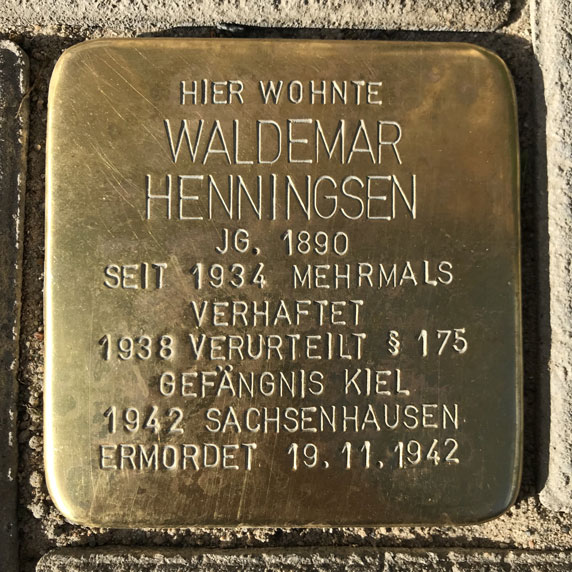 HIER WOHNTE
WALDEMAR
HENNINGSEN
JG. 1890
SEIT 1934 MEHRMALS
VERHAFTET
1938 VERURTEILT § 175
GEFÄNGNIS KIEL
1942 SACHSENHAUSEN
ERMORDET 19.11.1942